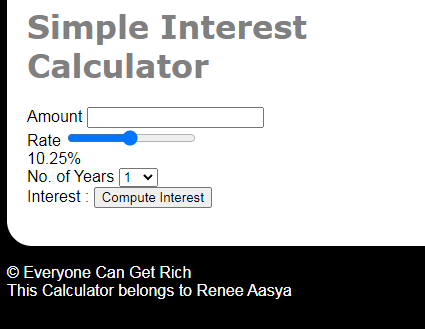 Simple Interest
Calculator
Amount
Rate
10.25%
No. of Years 1
Interest : Compute Interest
© Everyone Can Get Rich
This Calculator belongs to Renee Aasya